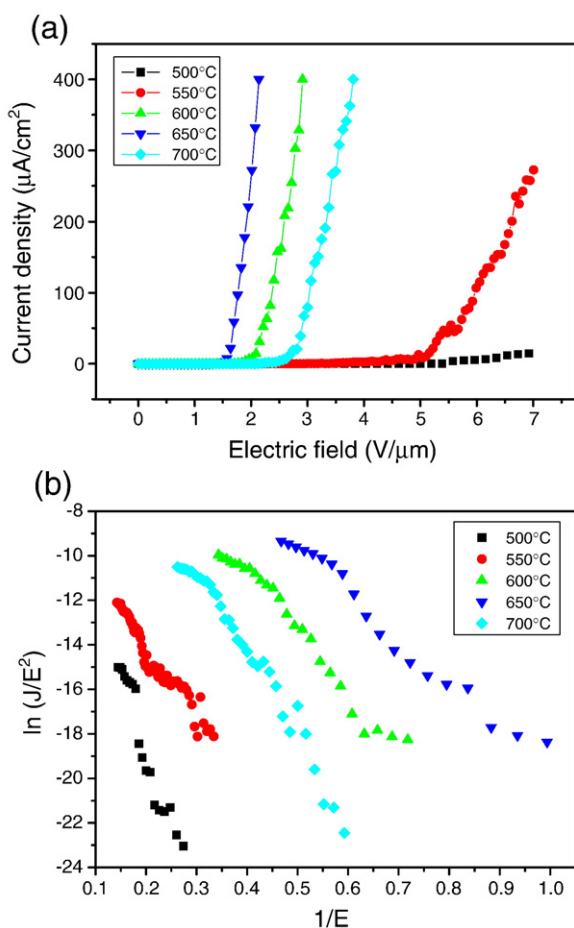 (a)
400
300
200
100
0
Current density (μA/cm²)
500°C
550°C
600°C
650°C
700°C
0 1 2 3 4 5 6 7
Electric field (V/μm)
(b)
-8
-10
-12
-14
-16
-18
-20
-22
-24
ln (J/E²)
500°C
550°C
600°C
650°C
700°C
0.1 0.2 0.3 0.4 0.5 0.6 0.7 0.8 0.9 1.0
1/E